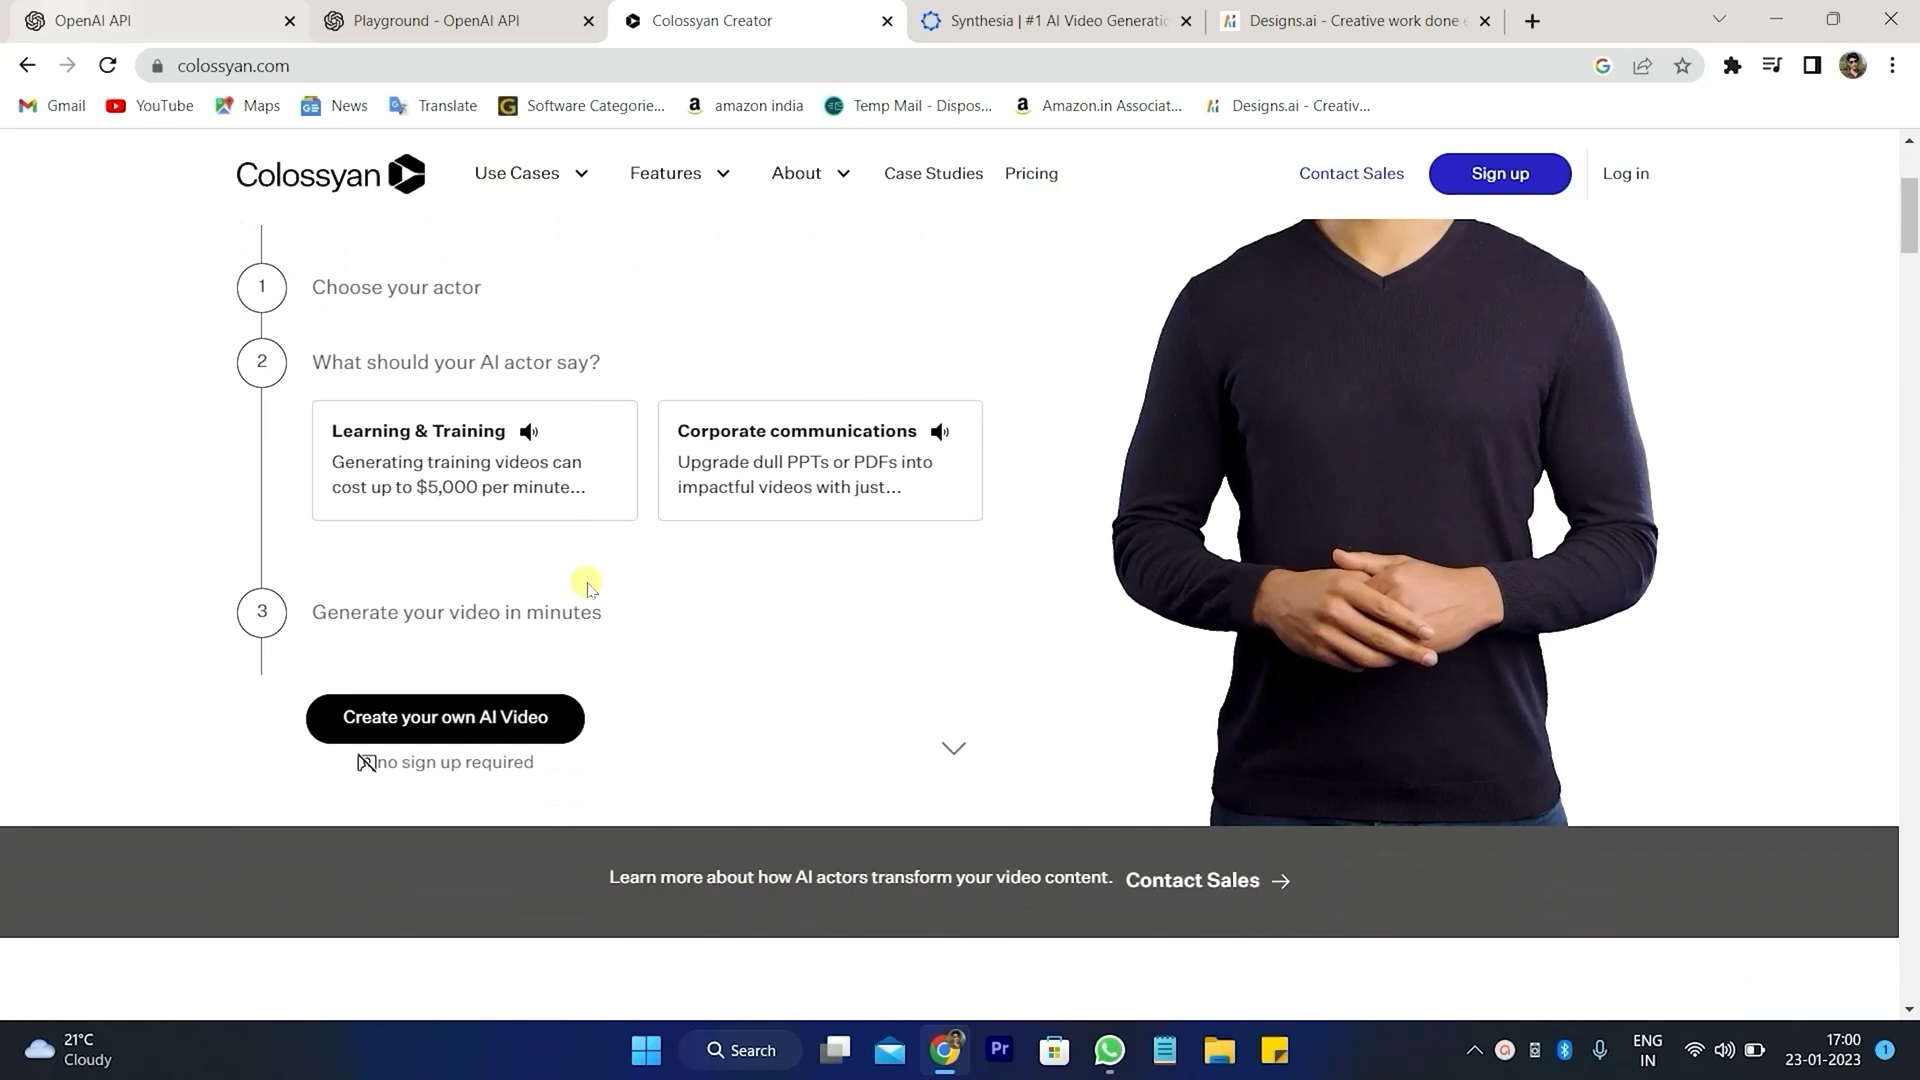 OpenAI API
Playground - OpenAI API
Colossyan Creator
Synthesia | #1 AI Video Generatio
Designs.ai - Creative work done e
colossyan.com
Gmail
YouTube
Maps
News
Translate
Software Categorie...
amazon india
Temp Mail - Dispos...
Amazon.in Associat...
Designs.ai - Creativ...
Colossyan
Use Cases
Features
About
Case Studies
Pricing
Contact Sales
Sign up
Log in
1
Choose your actor
2
What should your AI actor say?
Learning & Training
Generating training videos can
cost up to $5,000 per minute...
Corporate communications
Upgrade dull PPTs or PDFs into
impactful videos with just...
3
Generate your video in minutes
Create your own AI Video
no sign up required
Learn more about how AI actors transform your video content.
Contact Sales
21°C
Cloudy
Search
Pr
ENG
IN
17:00
23-01-2023
1